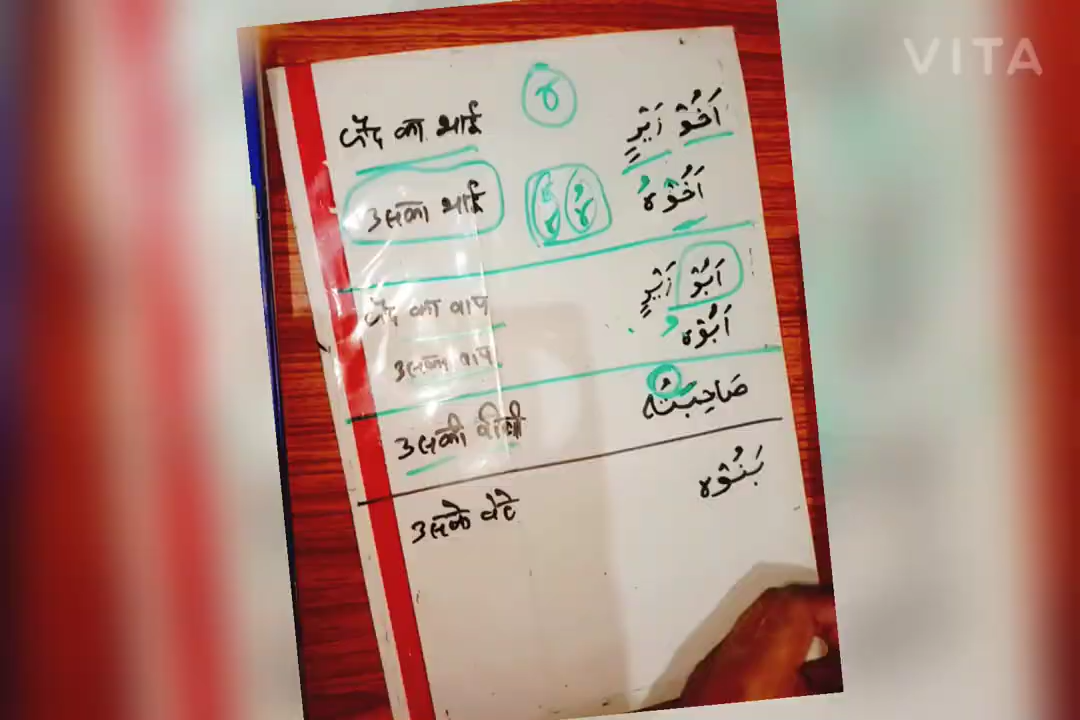 VITA
ज़ैद का भाई اَخُوْ زَيْدٍ
उसका भाई اَخُوْهُ
ज़ैद का बाप اَبُوْ زَيْدٍ
उसका बाप اَبُوْهُ
उसकी बीवी صَاحِبَتُهُ
उसके बेटे بَنُوْه